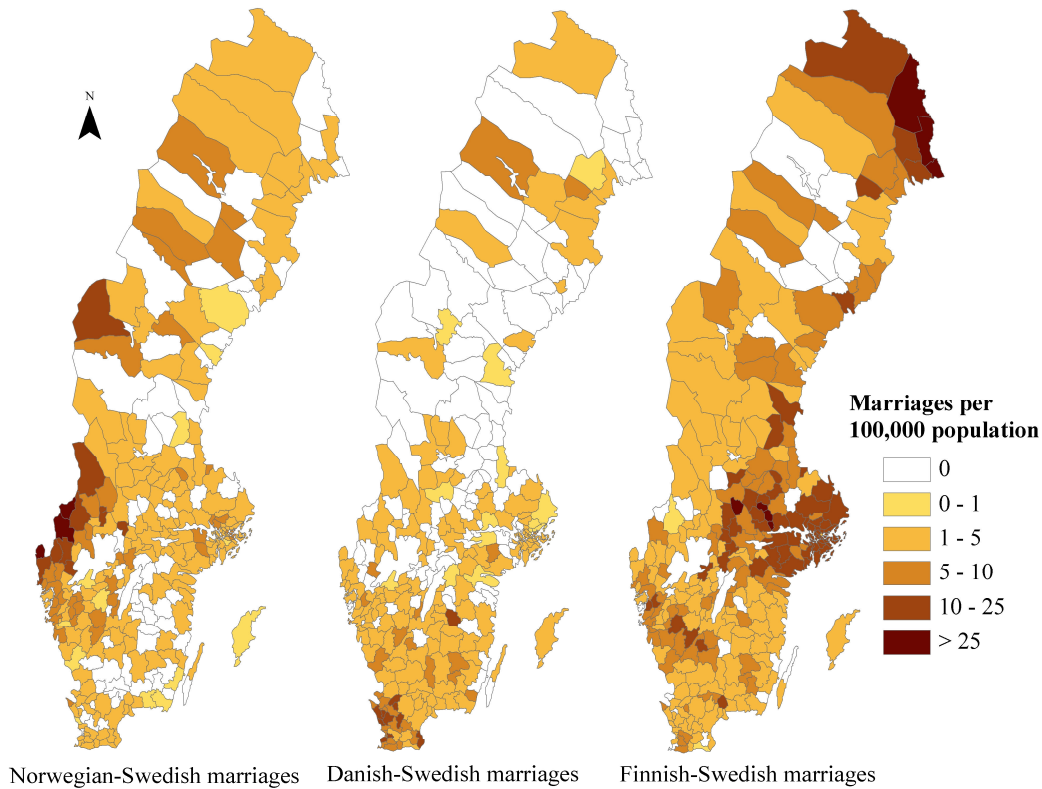 N
Marriages per
100,000 population
0
0 - 1
1 - 5
5 - 10
10 - 25
> 25
Norwegian-Swedish marriages
Danish-Swedish marriages
Finnish-Swedish marriages